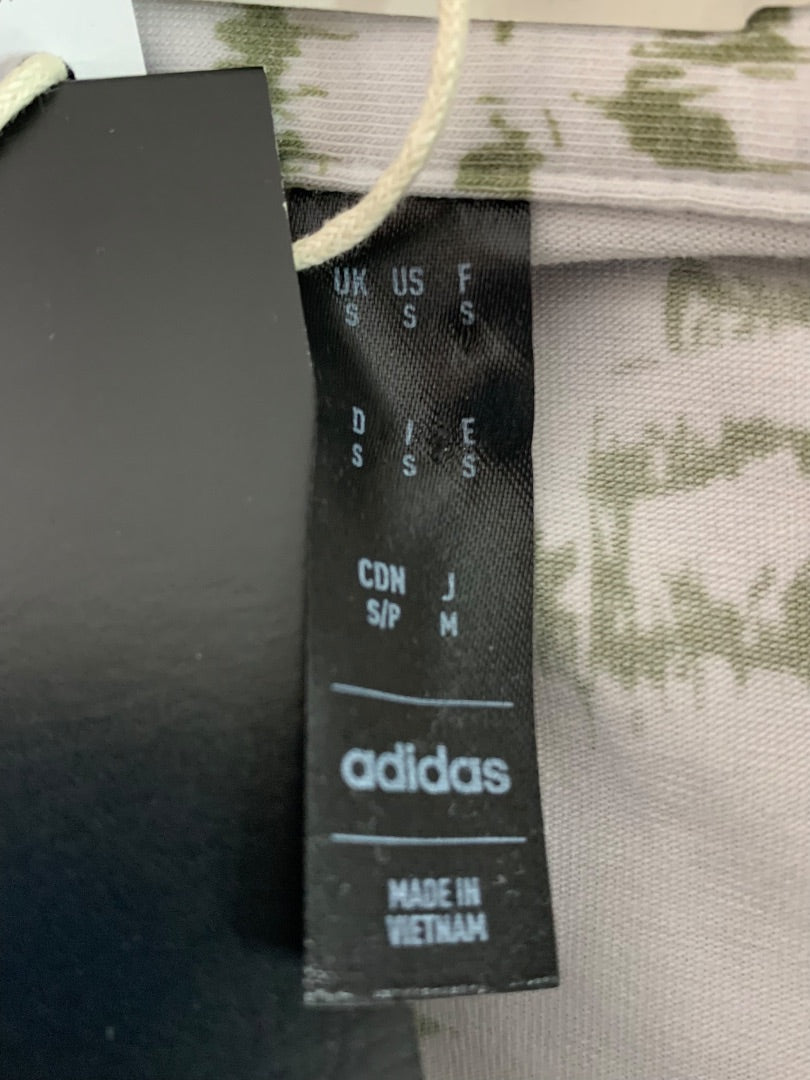 UK US F
S S S
D I E
S S S
CDN J
S/P M
adidas
MADE IN
VIETNAM